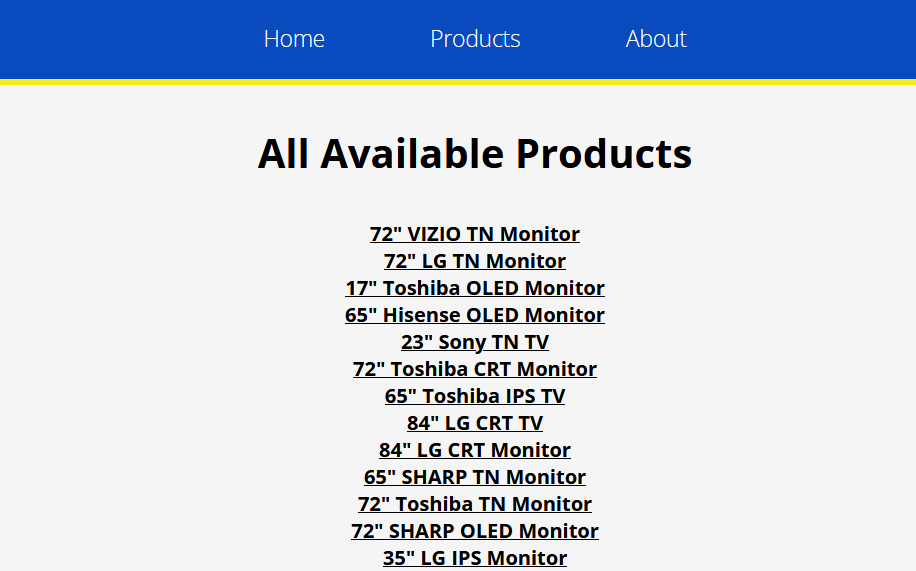 Home Products About
All Available Products
72" VIZIO TN Monitor
72" LG TN Monitor
17" Toshiba OLED Monitor
65" Hisense OLED Monitor
23" Sony TN TV
72" Toshiba CRT Monitor
65" Toshiba IPS TV
84" LG CRT TV
84" LG CRT Monitor
65" SHARP TN Monitor
72" Toshiba TN Monitor
72" SHARP OLED Monitor
35" LG IPS Monitor